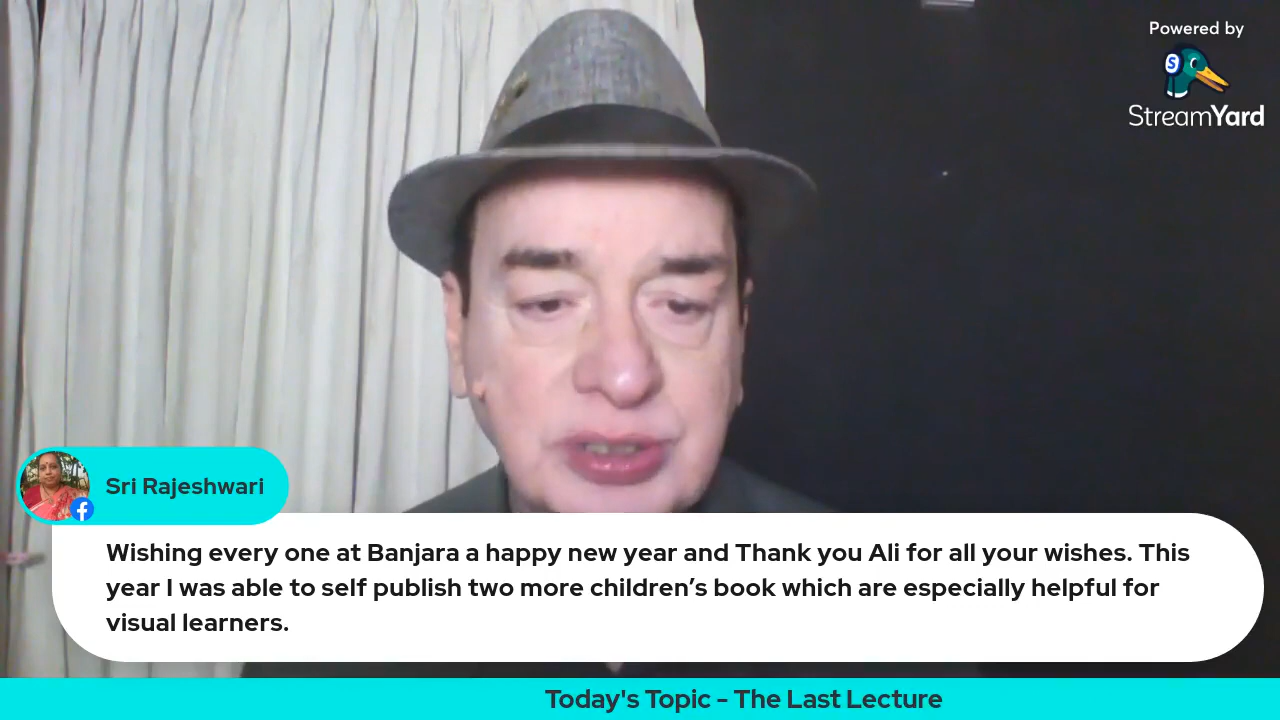 Powered by
StreamYard
Sri Rajeshwari
Wishing every one at Banjara a happy new year and Thank you Ali for all your wishes. This
year I was able to self publish two more children’s book which are especially helpful for
visual learners.
Today's Topic - The Last Lecture